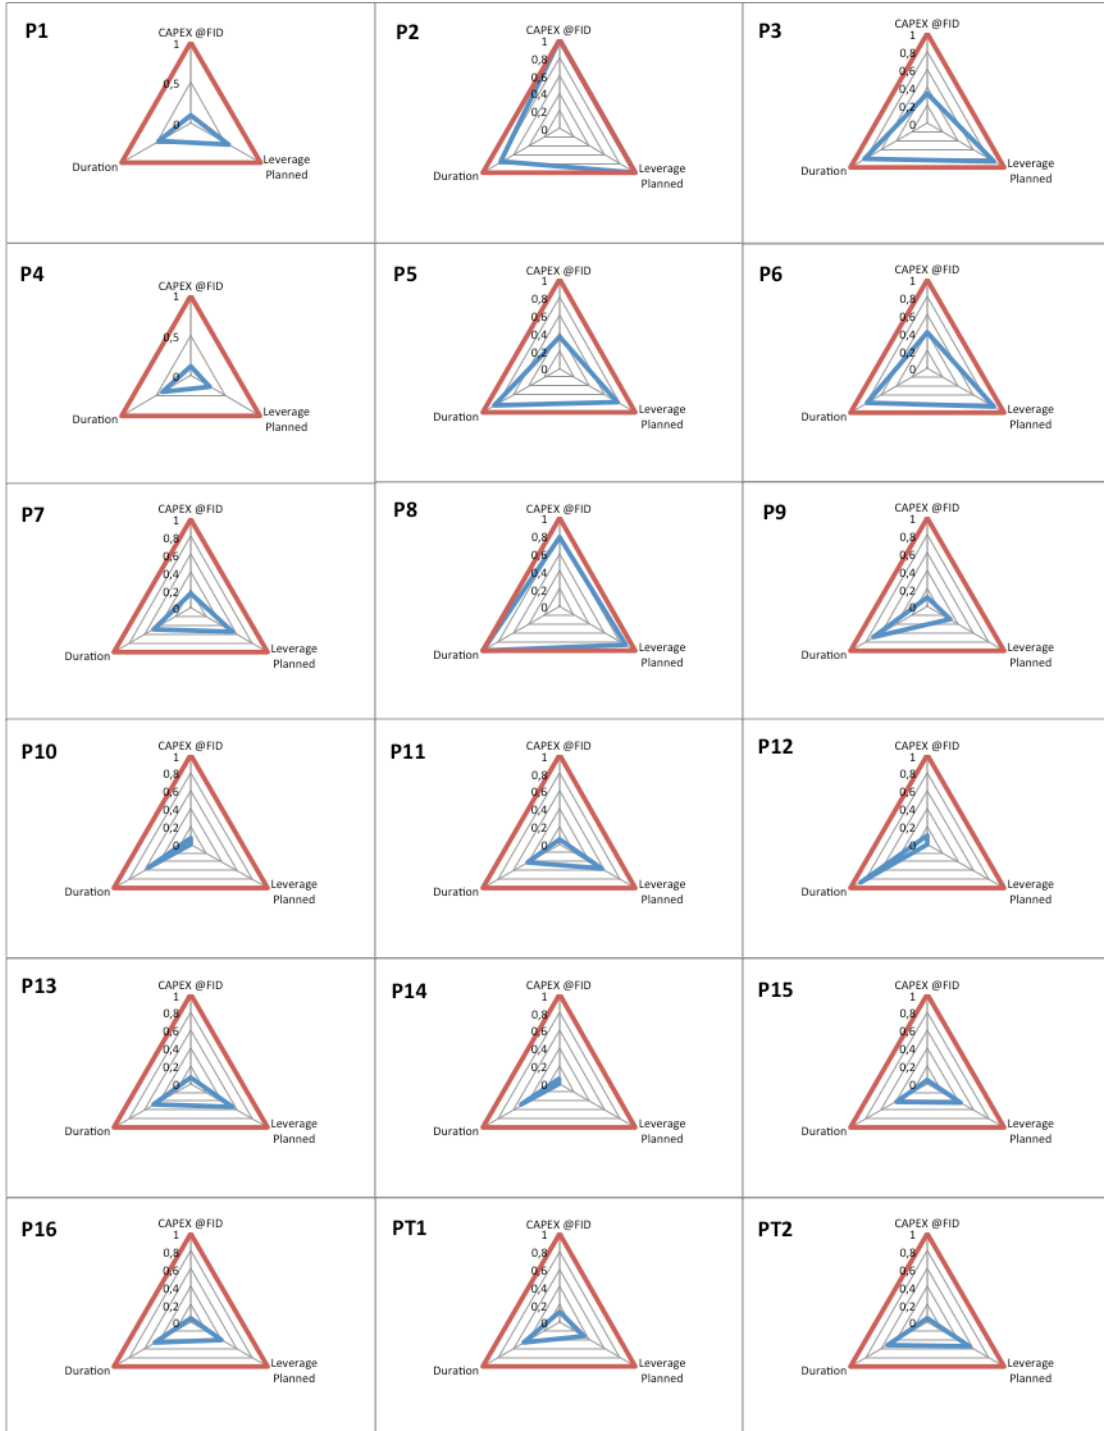 P1
CAPEX @FID
1
0,5
0
Duration
Leverage
Planned
P2
CAPEX @FID
1
0,8
0,6
0,4
0,2
0
Duration
Leverage
Planned
P3
CAPEX @FID
1
0,8
0,6
0,4
0,2
0
Duration
Leverage
Planned
P4
CAPEX @FID
1
0,5
0
Duration
Leverage
Planned
P5
CAPEX @FID
1
0,8
0,6
0,4
0,2
0
Duration
Leverage
Planned
P6
CAPEX @FID
1
0,8
0,6
0,4
0,2
0
Duration
Leverage
Planned
P7
CAPEX @FID
1
0,8
0,6
0,4
0,2
0
Duration
Leverage
Planned
P8
CAPEX @FID
1
0,8
0,6
0,4
0,2
0
Duration
Leverage
Planned
P9
CAPEX @FID
1
0,8
0,6
0,4
0,2
0
Duration
Leverage
Planned
P10
CAPEX @FID
1
0,8
0,6
0,4
0,2
0
Duration
Leverage
Planned
P11
CAPEX @FID
1
0,8
0,6
0,4
0,2
0
Duration
Leverage
Planned
P12
CAPEX @FID
1
0,8
0,6
0,4
0,2
0
Duration
Leverage
Planned
P13
CAPEX @FID
1
0,8
0,6
0,4
0,2
0
Duration
Leverage
Planned
P14
CAPEX @FID
1
0,8
0,6
0,4
0,2
0
Duration
Leverage
Planned
P15
CAPEX @FID
1
0,8
0,6
0,4
0,2
0
Duration
Leverage
Planned
P16
CAPEX @FID
1
0,8
0,6
0,4
0,2
0
Duration
Leverage
Planned
PT1
CAPEX @FID
1
0,8
0,6
0,4
0,2
0
Duration
Leverage
Planned
PT2
CAPEX @FID
1
0,8
0,6
0,4
0,2
0
Duration
Leverage
Planned